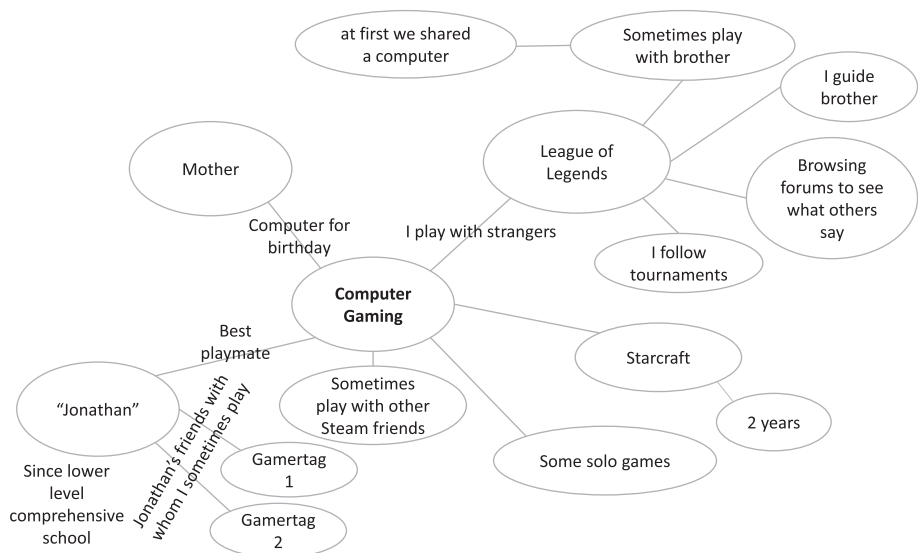 at first we shared
a computer
Sometimes play
with brother
I guide
brother
Mother
League of
Legends
Browsing
forums to see
what others
say
Computer for
birthday
I play with strangers
I follow
tournaments
Computer
Gaming
Best
playmate
Starcraft
“Jonathan”
Jonathan’s friends with
whom I sometimes play
Sometimes
play with other
Steam friends
2 years
Since lower
level
comprehensive
school
Gamertag
1
Some solo games
Gamertag
2